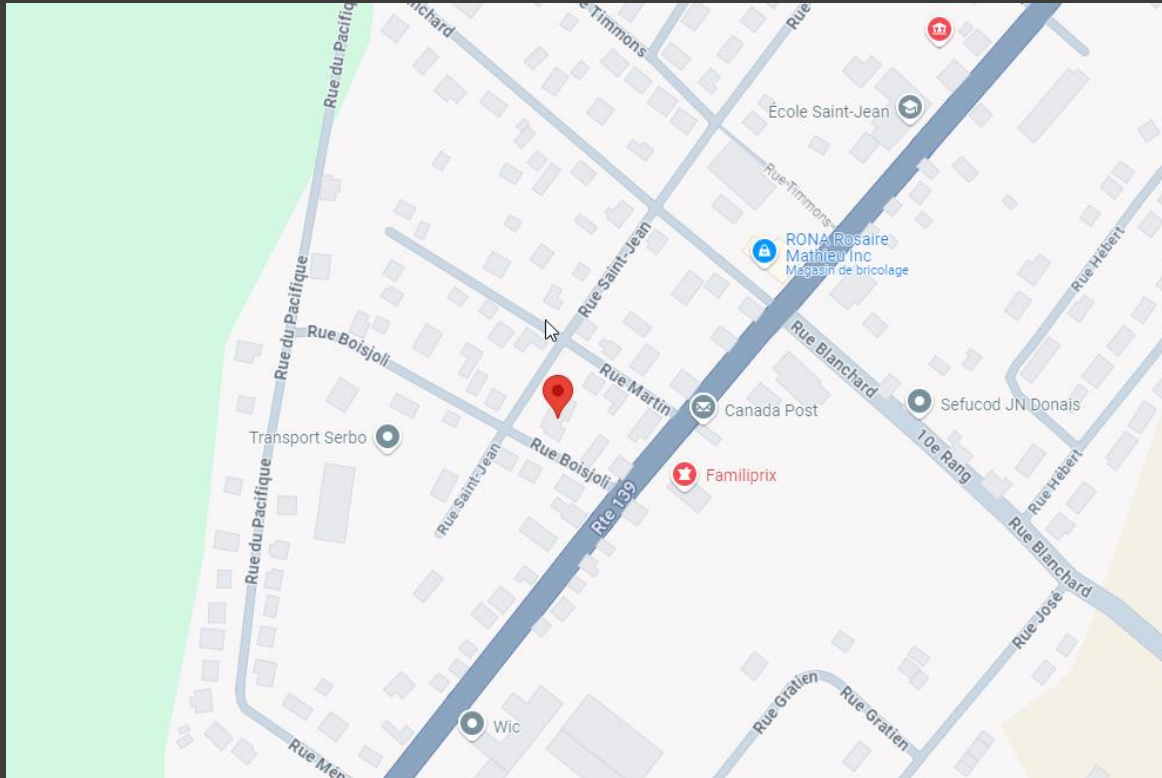 nchard
e Timmons
Rue
Rue du Pacifiq
École Saint-Jean
Rue Timmons
RONA Rosaire
Mathieu Inc
Magasin de bricolage
Rue Saint-Jean
Rue Hébert
Rue du Pacifique
Rue Boisjoli
Rue Blanchard
Rue Martin
Canada Post
Sefucod JN Donais
Transport Serbo
10e Rang
Rue Boisjoli
Familiprix
Rue Saint-Jean
Rue Hébert
Rte 139
Rue du Pacifique
Rue Blanchard
Rue José
Rue Gratien
Rue Gratien
Wic
Rue Mén